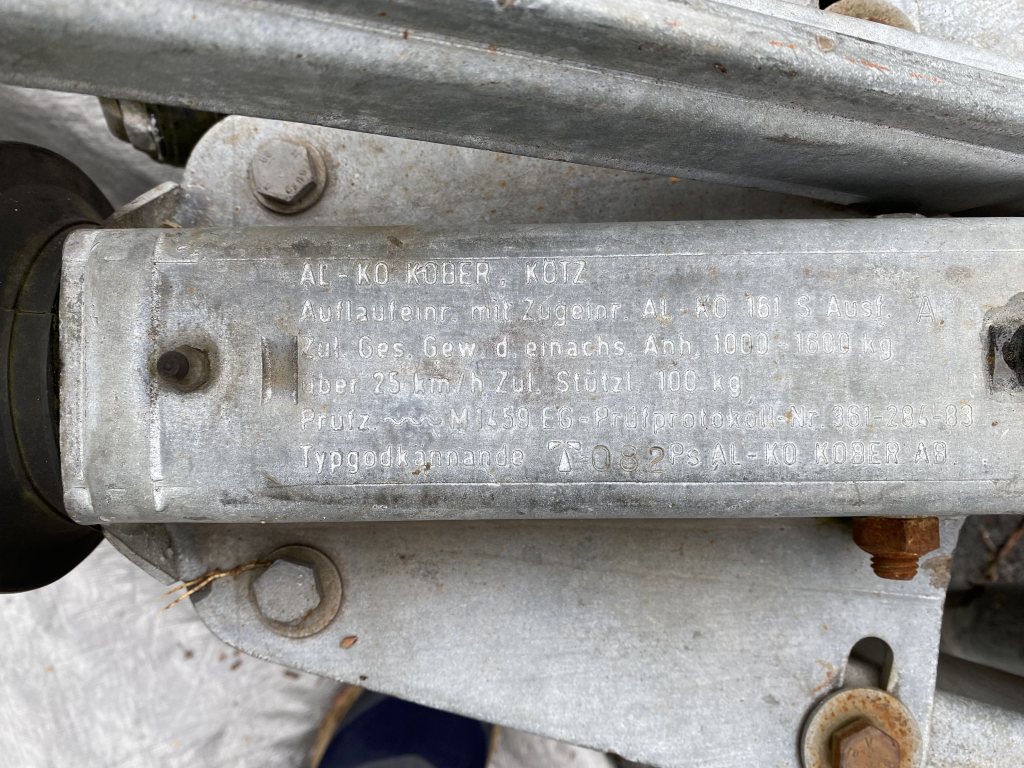 AL-KO KOBER, KÖTZ
Auflaufeinr. mit Zugeinr. AL-KO 161 S Ausf. A
Zul. Ges. Gew. d. einachs. Anh. 1000-1600 kg
über 25 km/h Zul. Stützl. 100 kg
Prüfz. ~~~ M 1459 EG-Prüfprotokoll-Nr. 361-284-83
Typgodkännande T 082 Ps AL-KO KOBER AB.